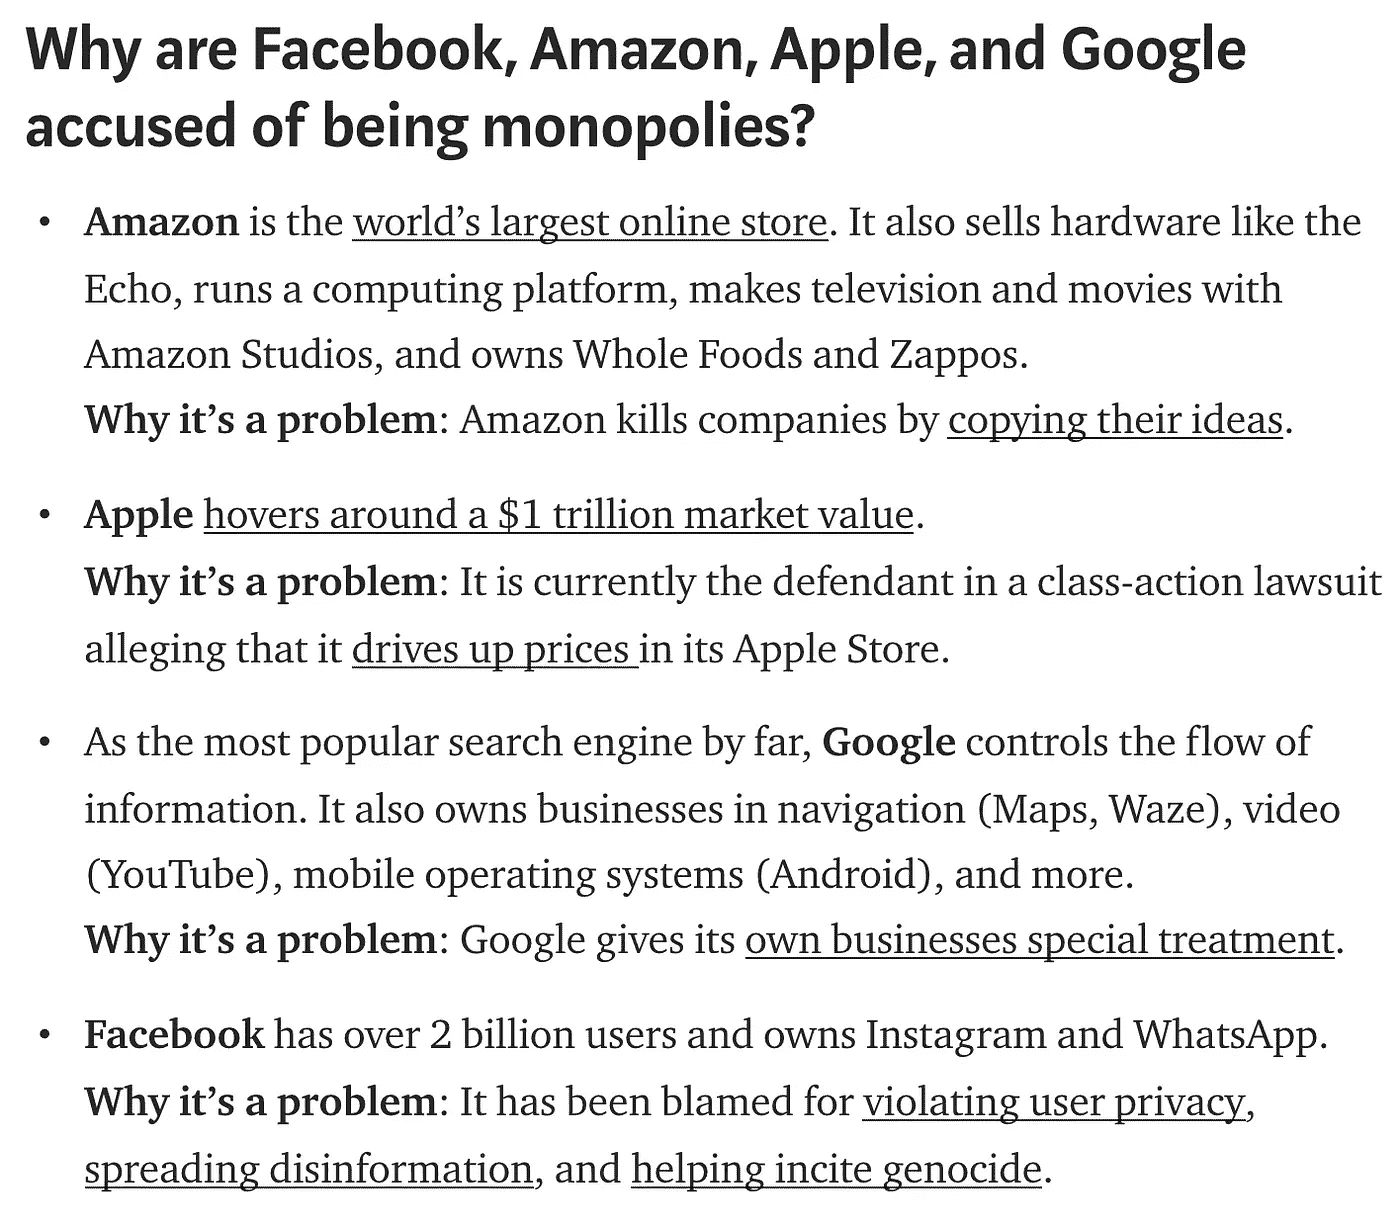 Why are Facebook, Amazon, Apple, and Google
accused of being monopolies?
• Amazon is the world’s largest online store. It also sells hardware like the
Echo, runs a computing platform, makes television and movies with
Amazon Studios, and owns Whole Foods and Zappos.
Why it’s a problem: Amazon kills companies by copying their ideas.
• Apple hovers around a $1 trillion market value.
Why it’s a problem: It is currently the defendant in a class-action lawsuit
alleging that it drives up prices in its Apple Store.
• As the most popular search engine by far, Google controls the flow of
information. It also owns businesses in navigation (Maps, Waze), video
(YouTube), mobile operating systems (Android), and more.
Why it’s a problem: Google gives its own businesses special treatment.
• Facebook has over 2 billion users and owns Instagram and WhatsApp.
Why it’s a problem: It has been blamed for violating user privacy,
spreading disinformation, and helping incite genocide.